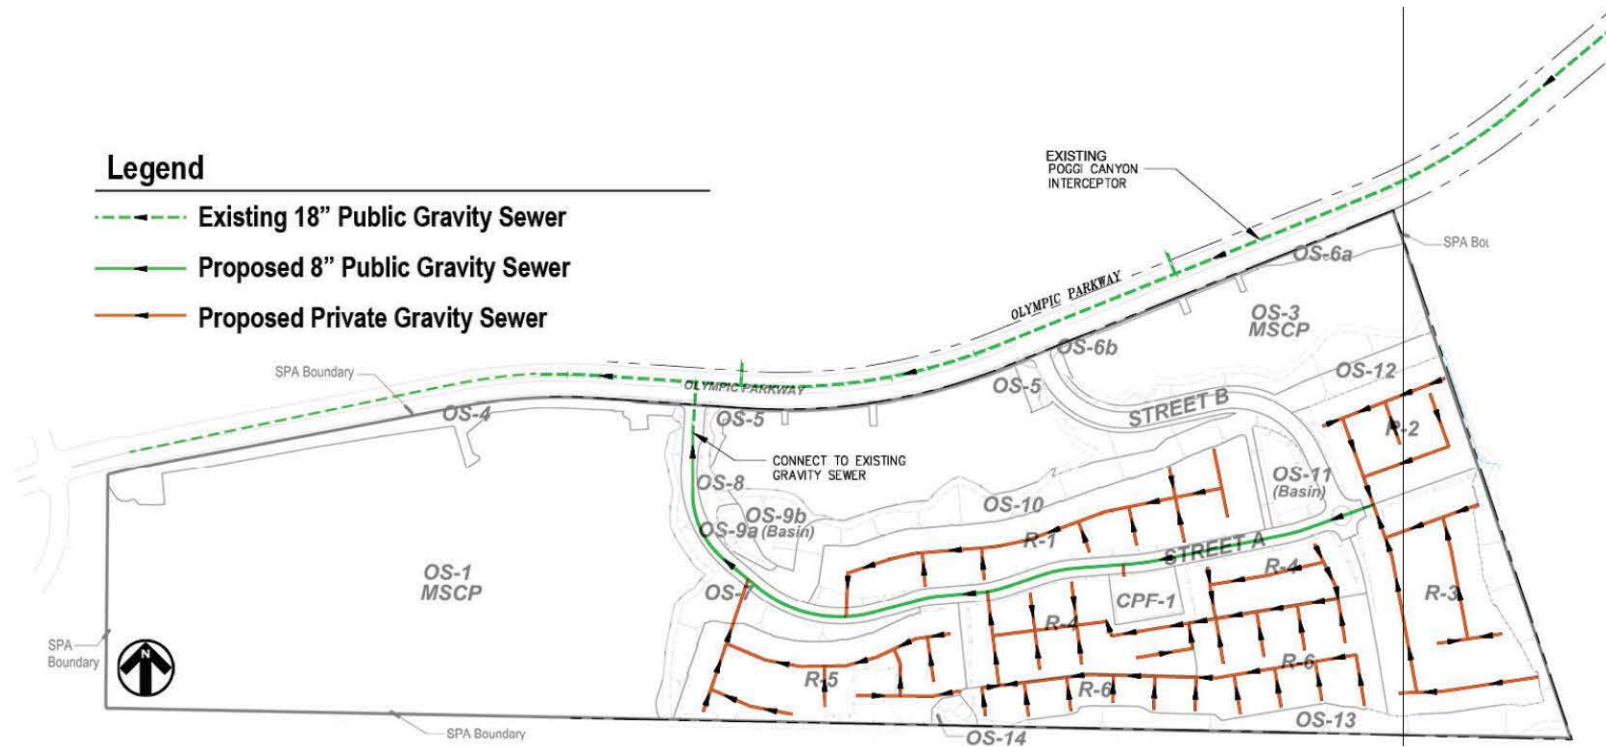 Legend
Existing 18” Public Gravity Sewer
Proposed 8” Public Gravity Sewer
Proposed Private Gravity Sewer
EXISTING
POGGI CANYON
INTERCEPTOR
SPA Bou
OS-6a
OLYMPIC PARKWAY
OS-3
MSCP
OS-6b
SPA Boundary
OLYMPIC PARKWAY
OS-5
OS-12
OS-4
OS-5
STREET B
R-2
CONNECT TO EXISTING
GRAVITY SEWER
OS-8
OS-11
(Basin)
OS-10
OS-9b
OS-9a (Basin)
R-1
STREET A
OS-1
MSCP
OS-7
R-4
R-3
CPF-1
R-4
SPA
Boundary
N
R-5
R-6
R-6
OS-13
SPA Boundary
OS-14